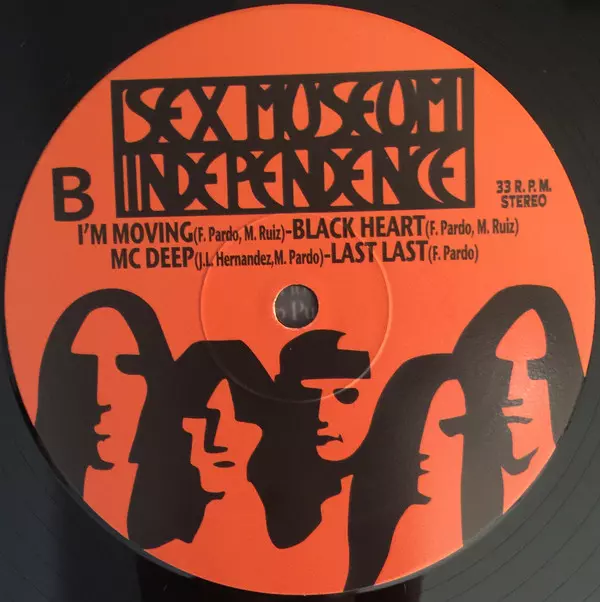 SEX MUSEUM
INDEPENDENCE
B
33 R. P. M.
STEREO
I'M MOVING(F. Pardo, M. Ruiz)-BLACK HEART(F. Pardo, M. Ruiz)
MC DEEP(J.L. Hernandez,M. Pardo)-LAST LAST(F. Pardo)